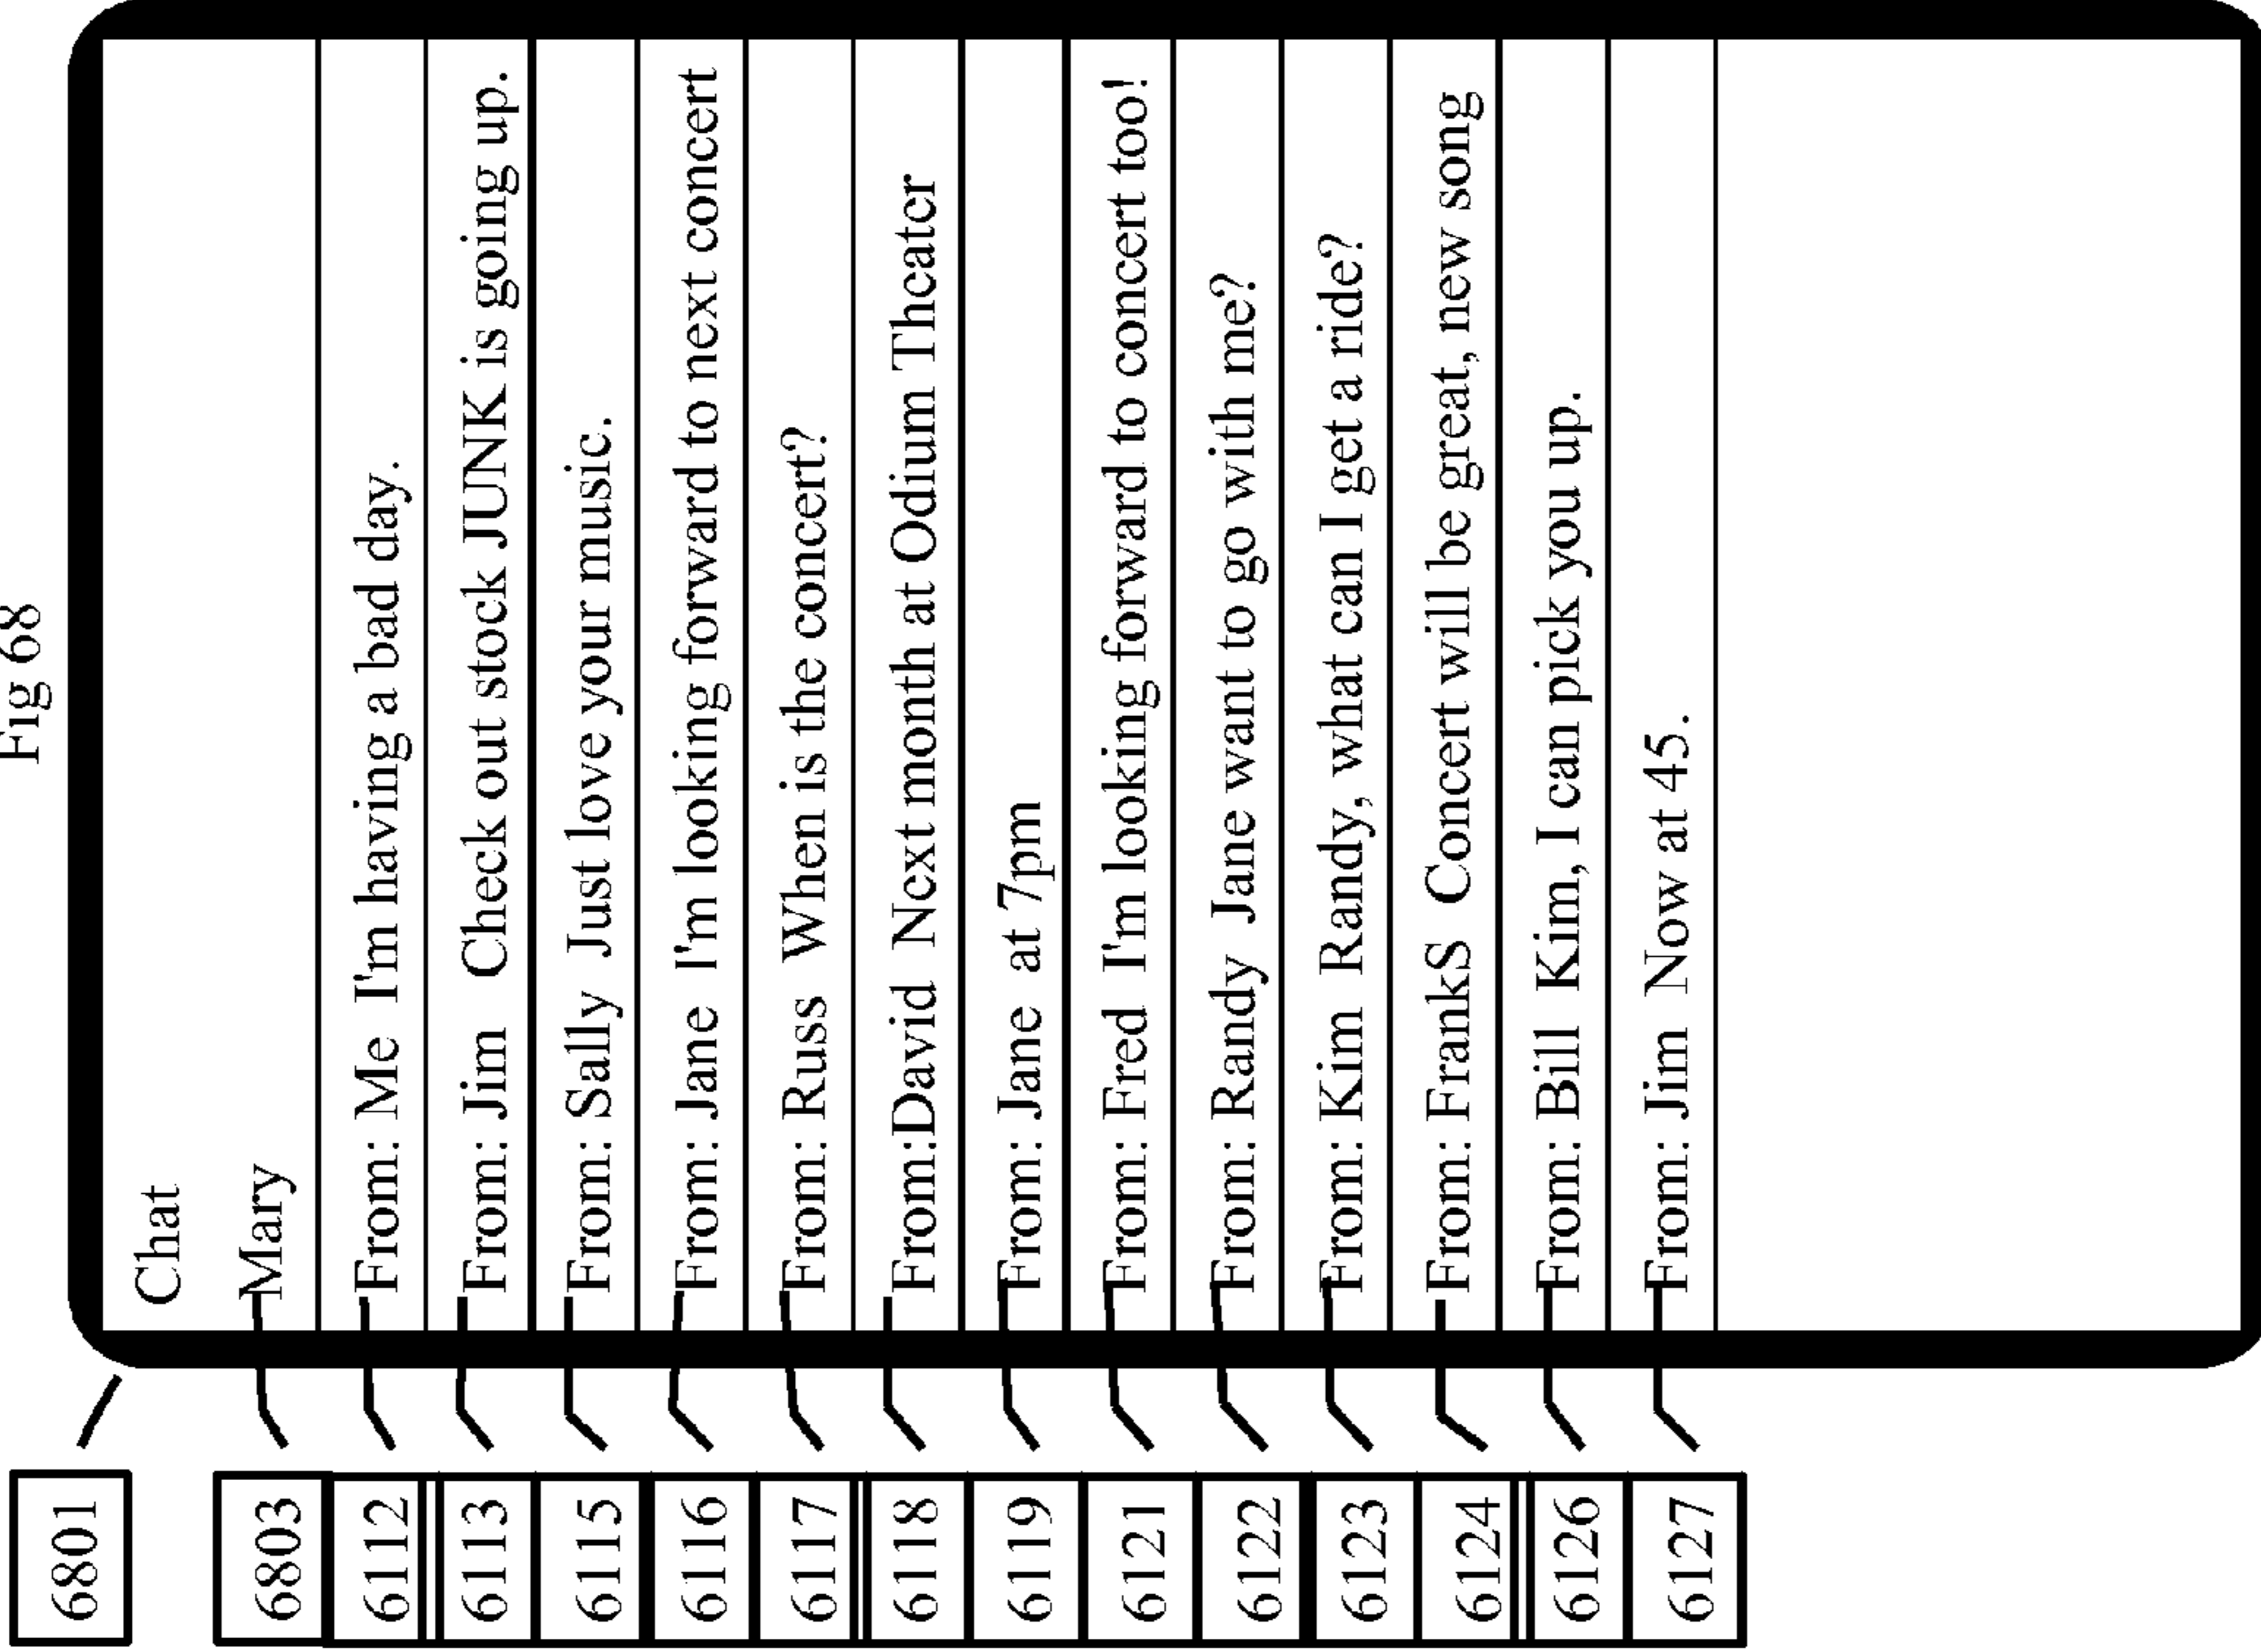 Fig 68
6801
Chat
6803 Mary
6112 From: Me I'm having a bad day.
6113 From: Jim Check out stock JUNK is going up.
6115 From: Sally Just love your music.
6116 From: Jane I'm looking forward to next concert
6117 From: Russ When is the concert?
6118 From:David Next month at Odium Theater
6119 From: Jane at 7pm
6121 From: Fred I'm looking forward to concert too!
6122 From: Randy Jane want to go with me?
6123 From: Kim Randy, what can I get a ride?
6124 From: FrankS Concert will be great, new song
6126 From: Bill Kim, I can pick you up.
6127 From: Jim Now at 45.